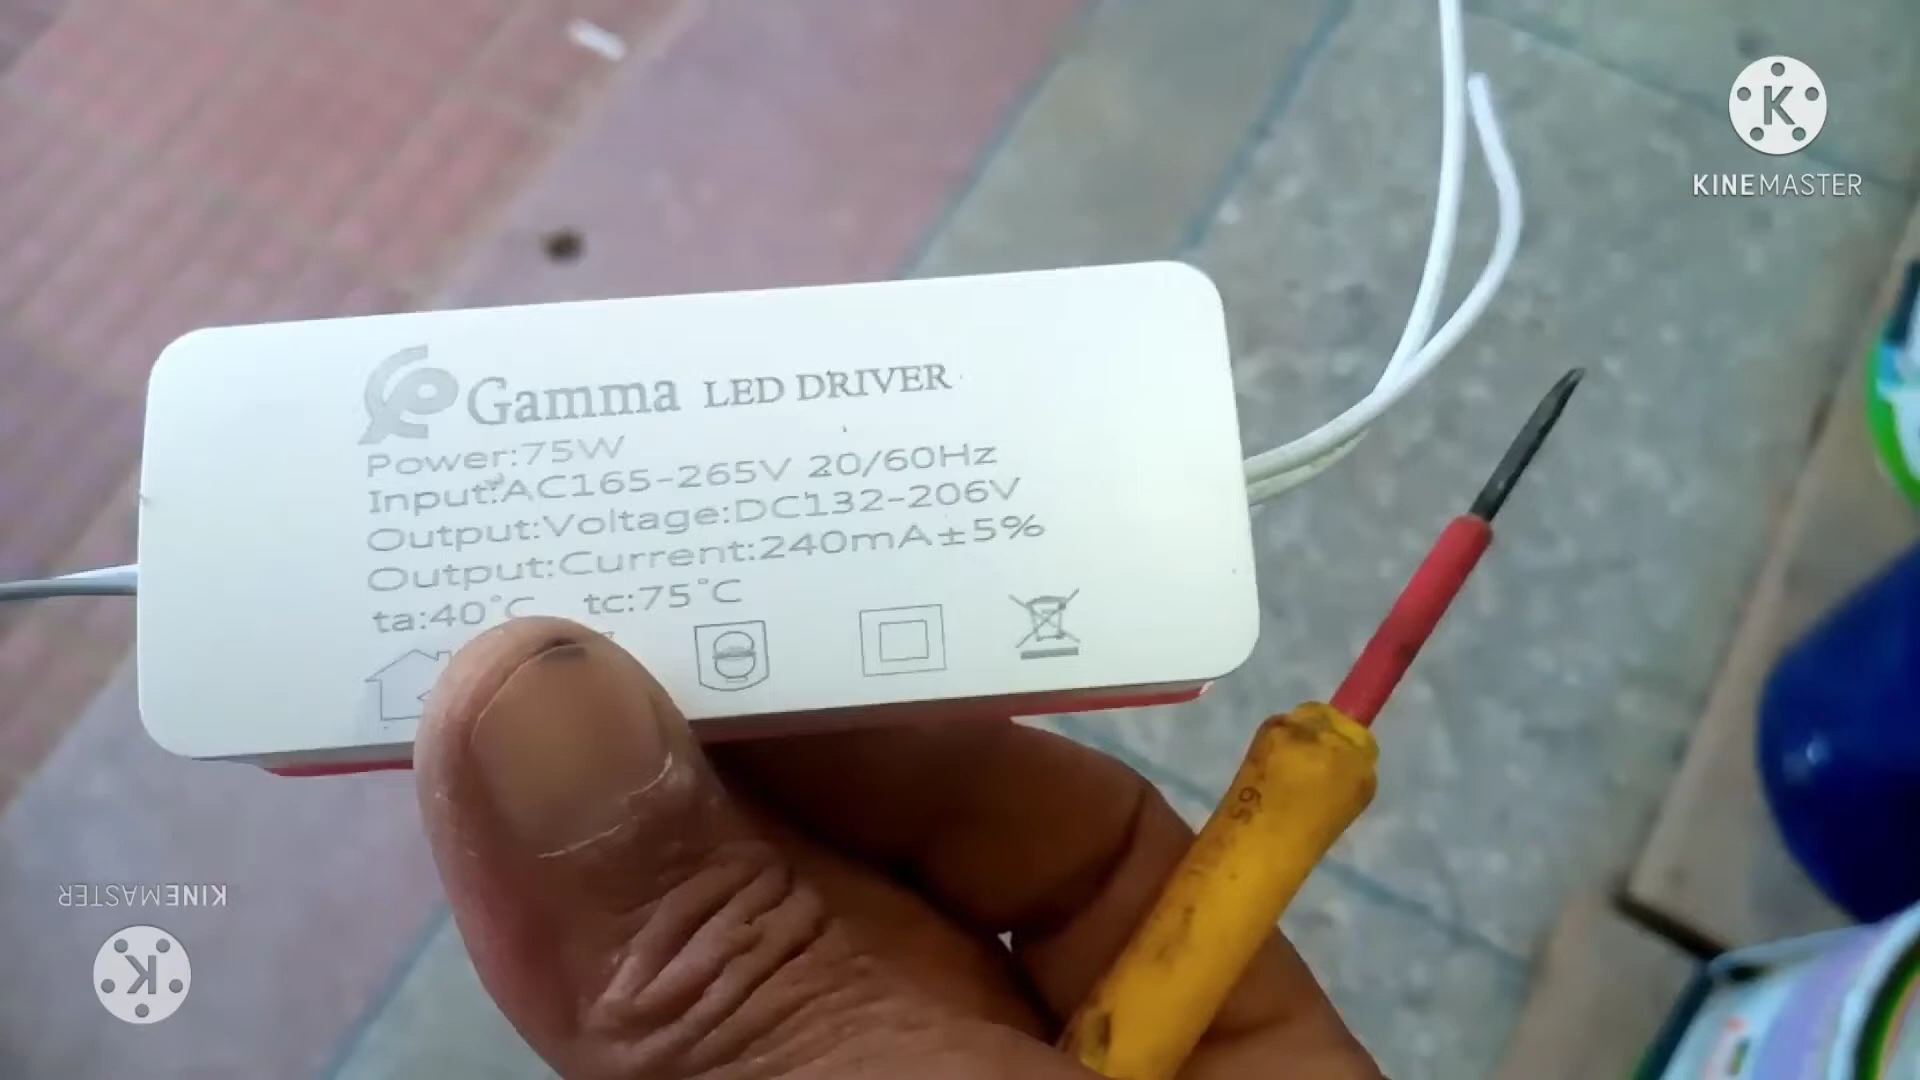 KINEMASTER
Gamma LED DRIVER
Power:75W
Input:AC165-265V 20/60Hz
Output:Voltage:DC132-206V
Output:Current:240mA±5%
ta:40°C tc:75°C
65
KINEMASTER